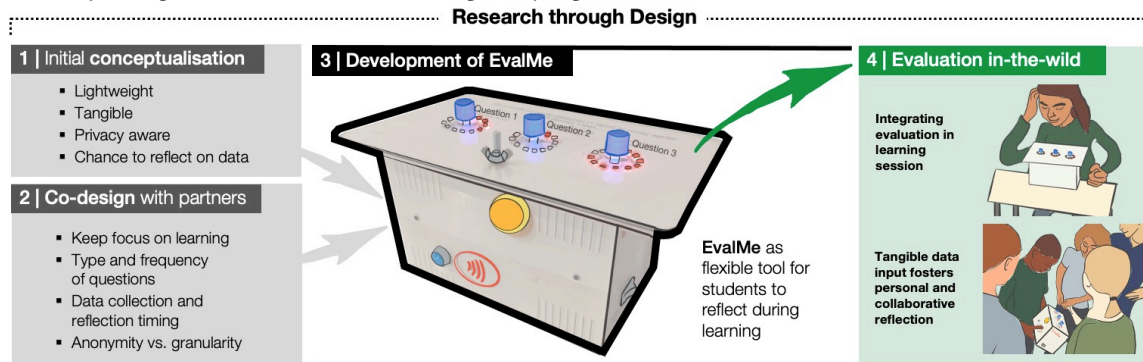 Research through Design
1 | Initial conceptualisation
▪ Lightweight
▪ Tangible
▪ Privacy aware
▪ Chance to reflect on data
2 | Co-design with partners
▪ Keep focus on learning
▪ Type and frequency
of questions
▪ Data collection and
reflection timing
▪ Anonymity vs. granularity
3 | Development of EvalMe
Question 1
Question 2
Question 3
EvalMe as
flexible tool for
students to
reflect during
learning
4 | Evaluation in-the-wild
Integrating
evaluation in
learning
session
Tangible data
input fosters
personal and
collaborative
reflection